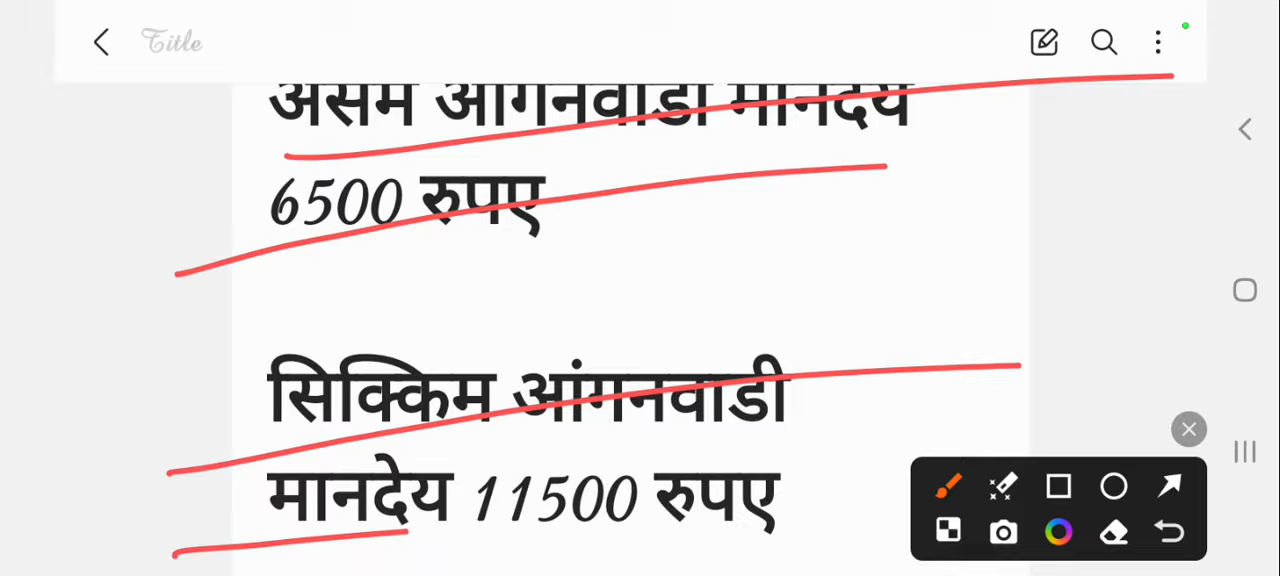 Title
असम आंगनवाडी मानदेय
6500 रुपए
सिक्किम आंगनवाडी
मानदेय 11500 रुपए